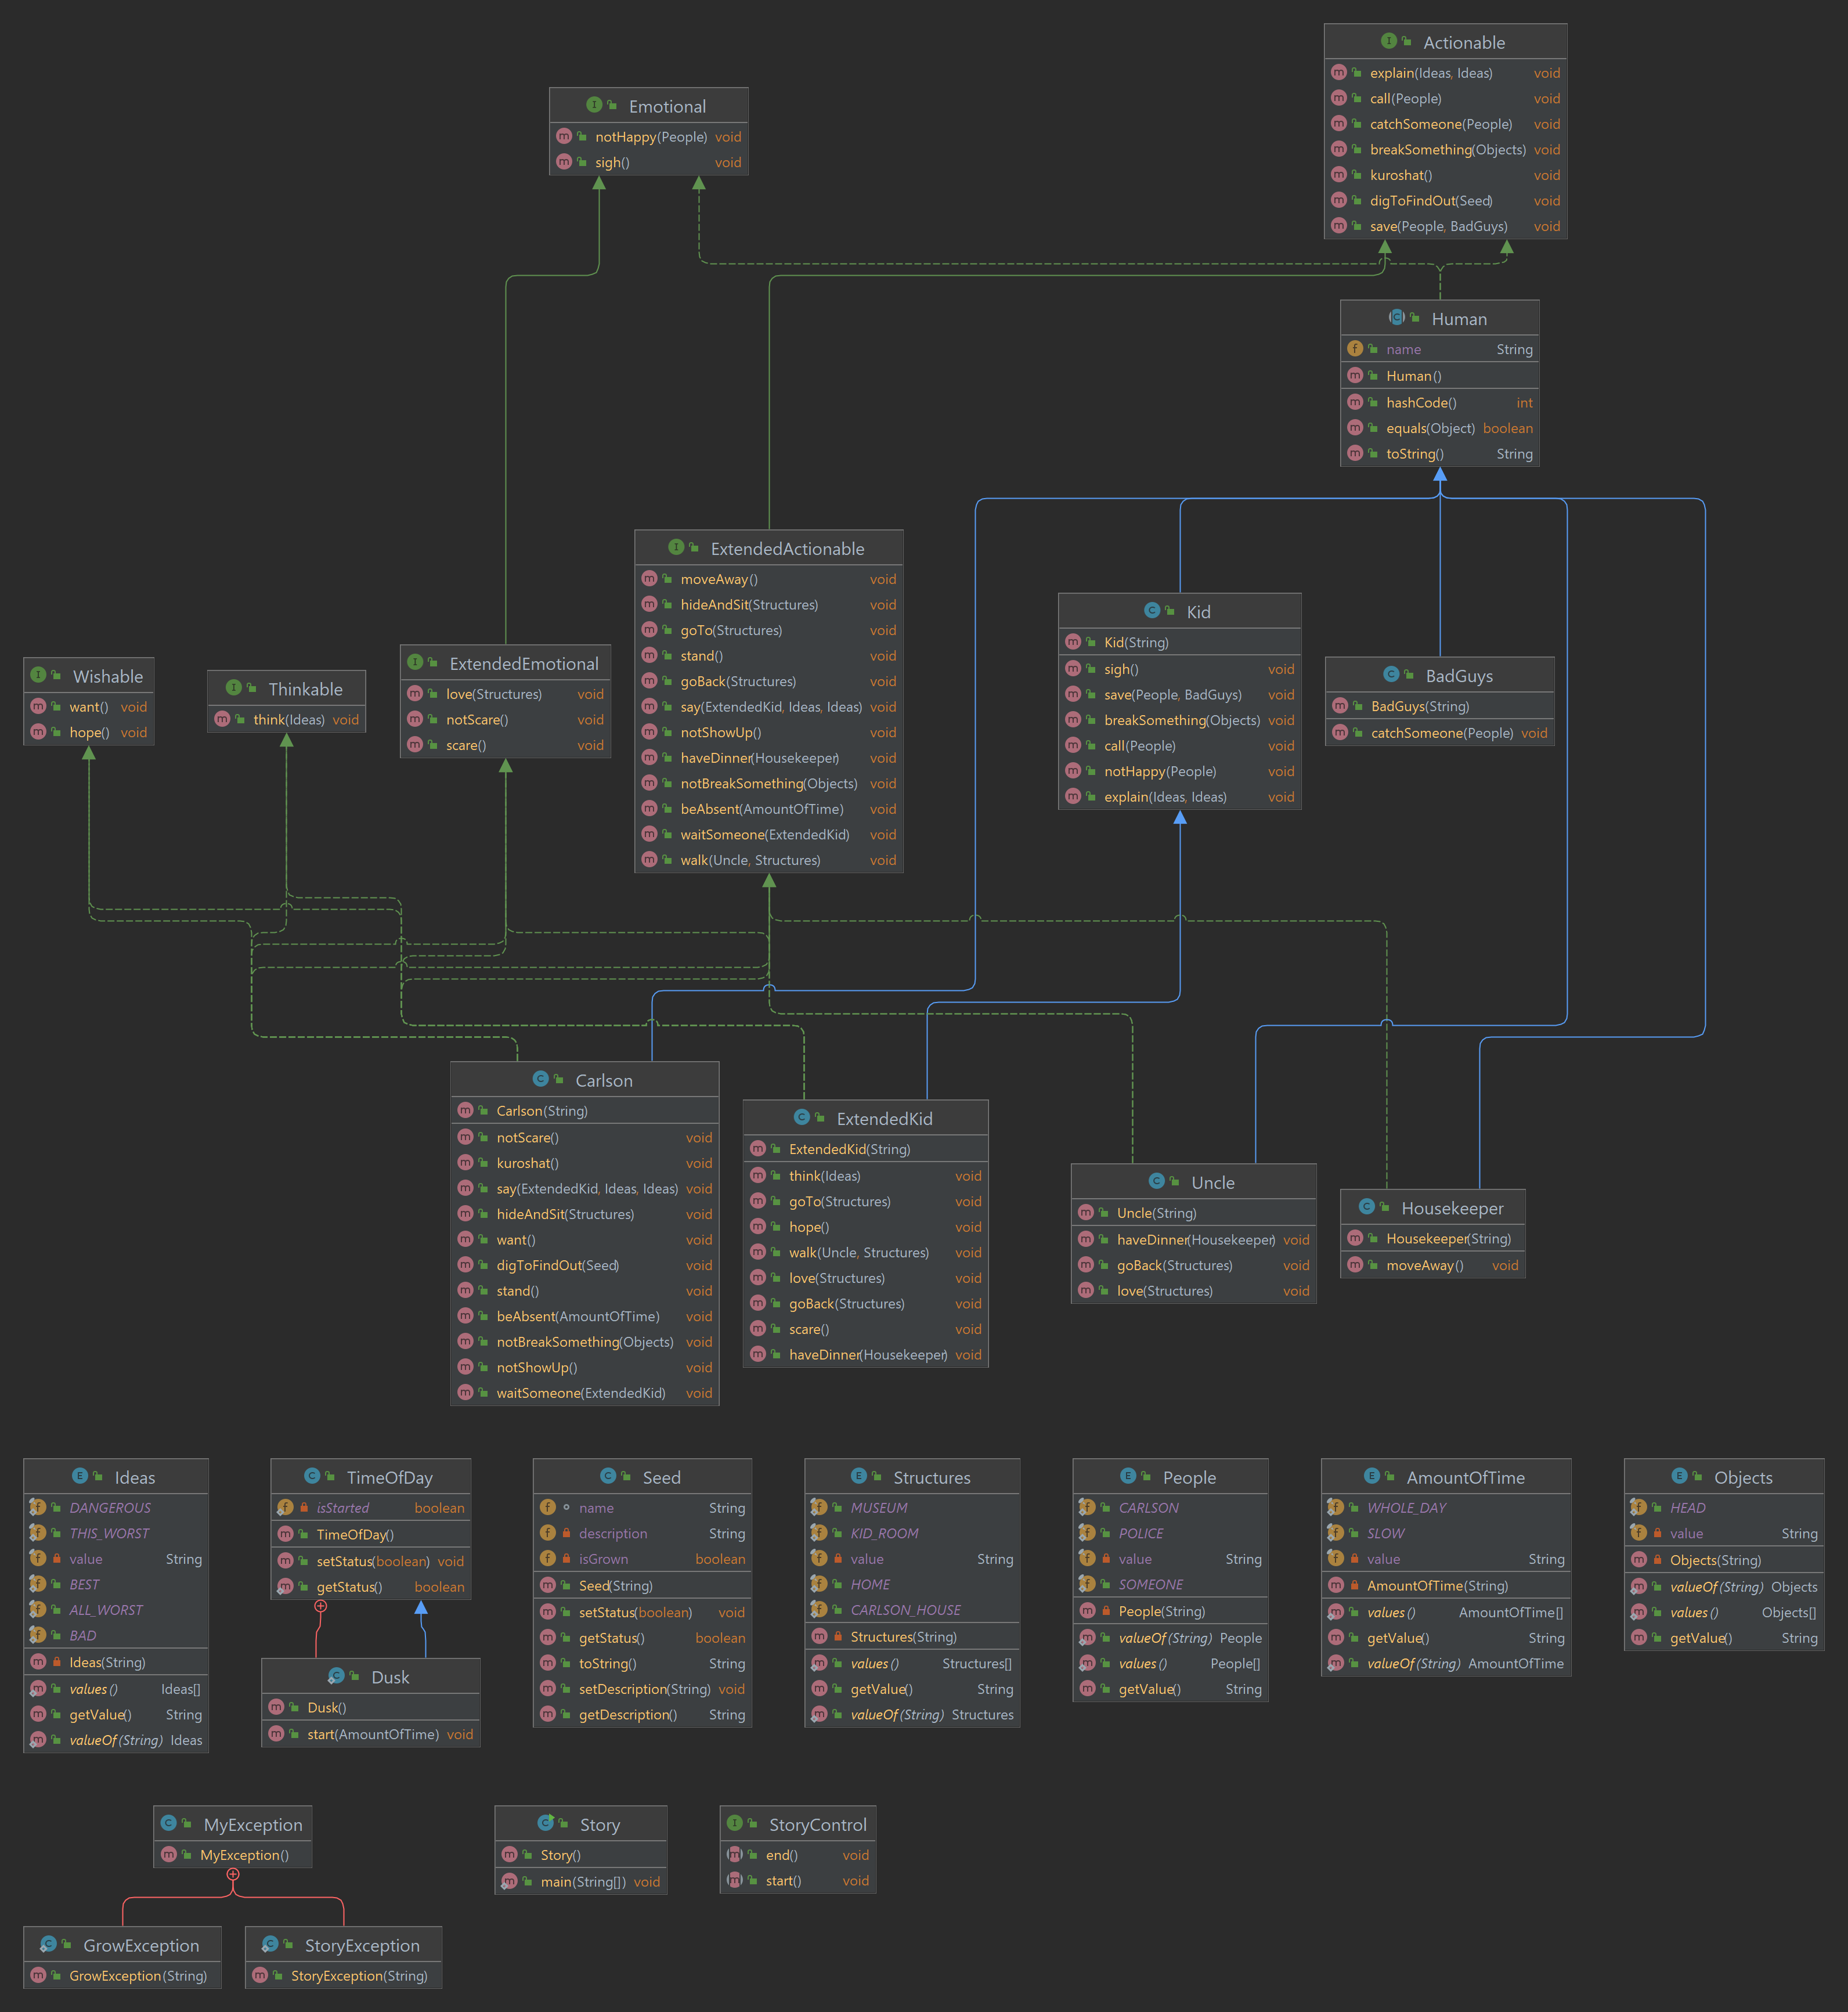 Actionable
explain(Ideas, Ideas) void
call(People) void
catchSomeone(People) void
breakSomething(Objects) void
kuroshat() void
digToFindOut(Seed) void
save(People, BadGuys) void
Emotional
notHappy(People) void
sigh() void
Human
name String
Human()
hashCode() int
equals(Object) boolean
toString() String
ExtendedActionable
moveAway() void
hideAndSit(Structures) void
goTo(Structures) void
stand() void
goBack(Structures) void
say(ExtendedKid, Ideas, Ideas) void
notShowUp() void
haveDinner(Housekeeper) void
notBreakSomething(Objects) void
beAbsent(AmountOfTime) void
waitSomeone(ExtendedKid) void
walk(Uncle, Structures) void
Kid
Kid(String)
sigh() void
save(People, BadGuys) void
breakSomething(Objects) void
call(People) void
notHappy(People) void
explain(Ideas, Ideas) void
BadGuys
BadGuys(String)
catchSomeone(People) void
Wishable
want() void
hope() void
Thinkable
think(Ideas) void
ExtendedEmotional
love(Structures) void
notScare() void
scare() void
Carlson
Carlson(String)
notScare() void
kuroshat() void
say(ExtendedKid, Ideas, Ideas) void
hideAndSit(Structures) void
want() void
digToFindOut(Seed) void
stand() void
beAbsent(AmountOfTime) void
notBreakSomething(Objects) void
notShowUp() void
waitSomeone(ExtendedKid) void
ExtendedKid
ExtendedKid(String)
think(Ideas) void
goTo(Structures) void
hope() void
walk(Uncle, Structures) void
love(Structures) void
goBack(Structures) void
scare() void
haveDinner(Housekeeper) void
Uncle
Uncle(String)
haveDinner(Housekeeper) void
goBack(Structures) void
love(Structures) void
Housekeeper
Housekeeper(String)
moveAway() void
Ideas
DANGEROUS
THIS_WORST
value String
BEST
ALL_WORST
BAD
Ideas(String)
values() Ideas[]
getValue() String
valueOf(String) Ideas
TimeOfDay
isStarted boolean
TimeOfDay()
setStatus(boolean) void
getStatus() boolean
Dusk
Dusk()
start(AmountOfTime) void
Seed
name String
description String
isGrown boolean
Seed(String)
setStatus(boolean) void
getStatus() boolean
toString() String
setDescription(String) void
getDescription() String
Structures
MUSEUM
KID_ROOM
value String
HOME
CARLSON_HOUSE
Structures(String)
values() Structures[]
getValue() String
valueOf(String) Structures
People
CARLSON
POLICE
value String
SOMEONE
People(String)
valueOf(String) People
values() People[]
getValue() String
AmountOfTime
WHOLE_DAY
SLOW
value String
AmountOfTime(String)
values() AmountOfTime[]
getValue() String
valueOf(String) AmountOfTime
Objects
HEAD
value String
Objects(String)
valueOf(String) Objects
values() Objects[]
getValue() String
MyException
MyException()
GrowException
GrowException(String)
StoryException
StoryException(String)
Story
Story()
main(String[]) void
StoryControl
end() void
start() void